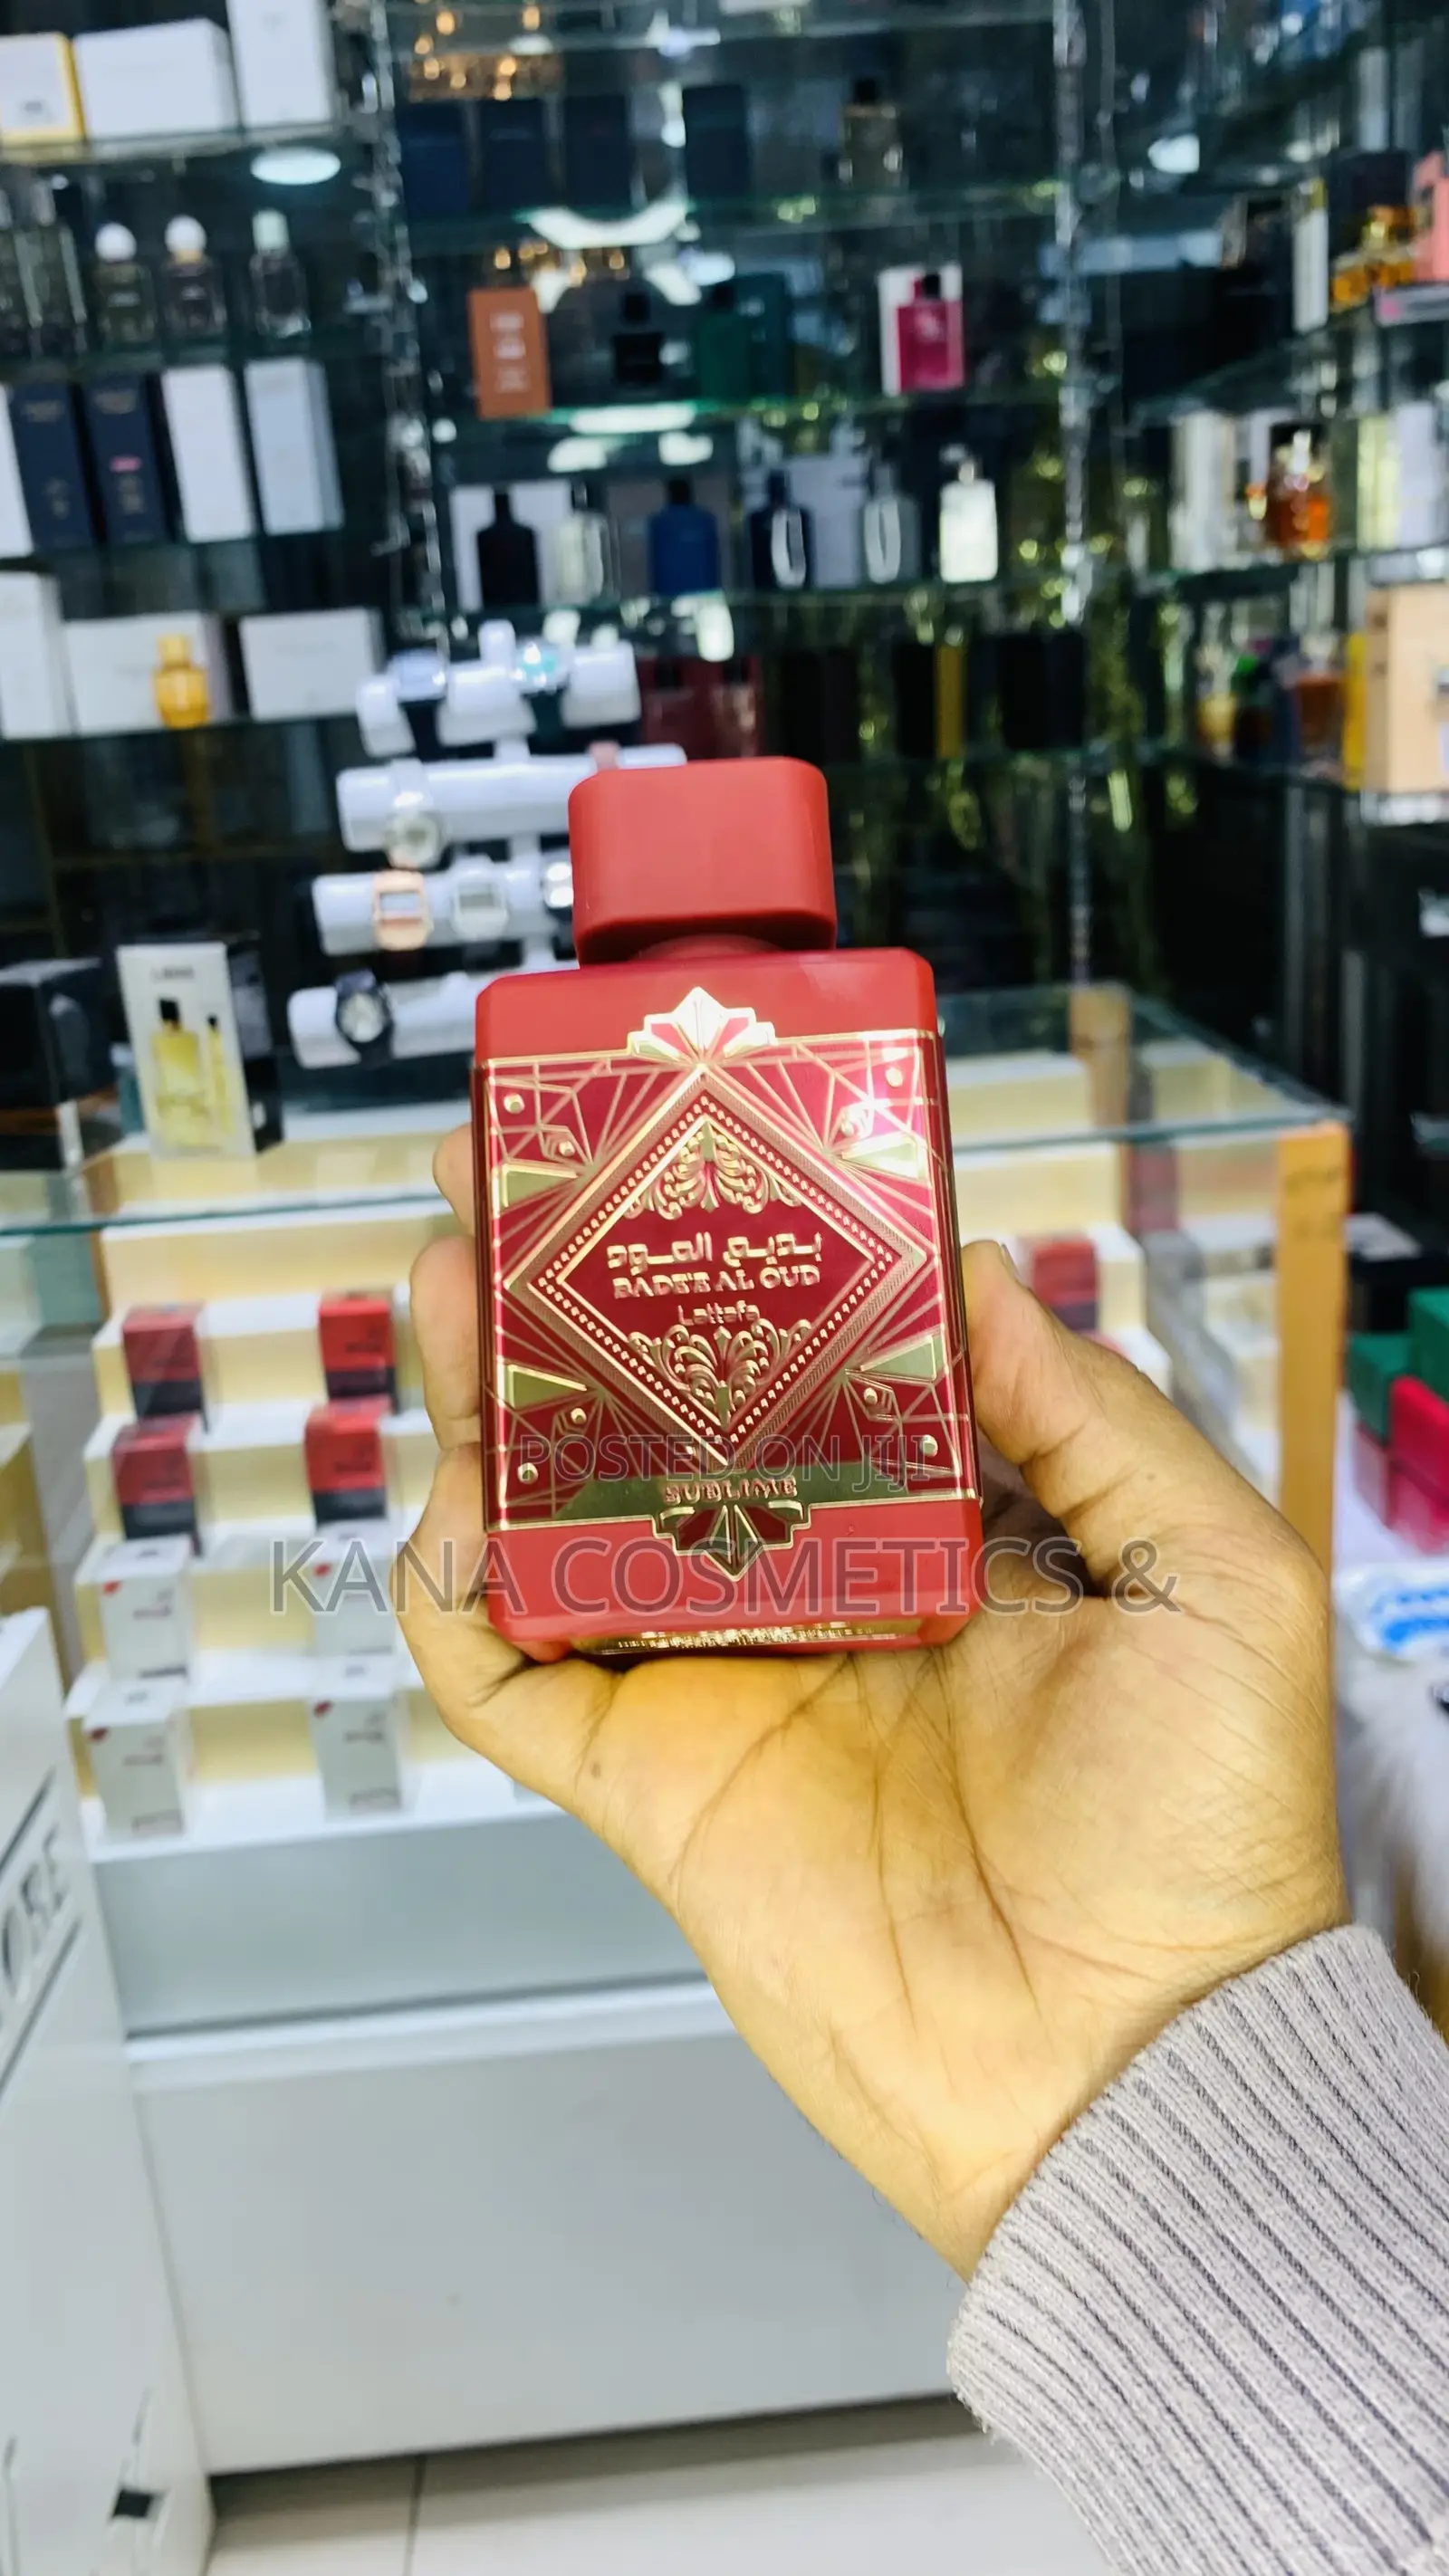 بديع العود
BADE'E AL OUD
Lattafa
POSTED ON JIJI
SUBLIME
KANA COSMETICS &